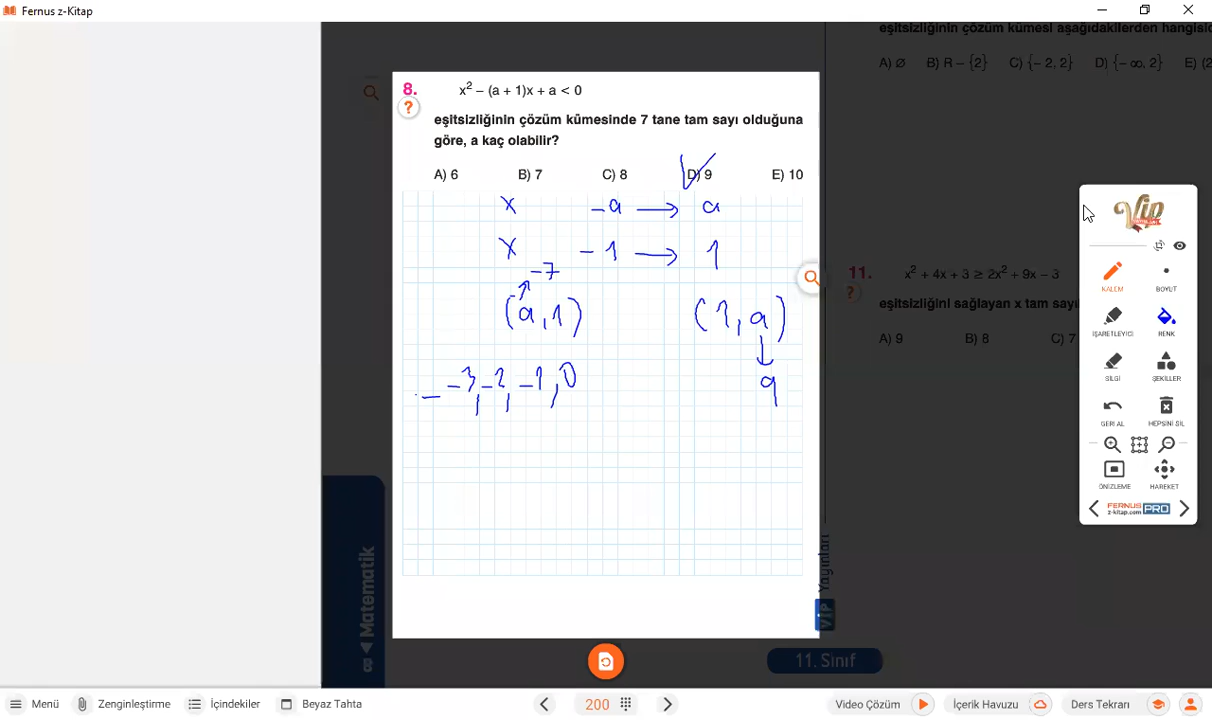 Fernus z-Kitap
eşitsizliğinin çözüm kümesi aşağıdakilerden hangisid
A) ∅ B) R – {2} C) {– 2, 2} D) {– ∞, 2} E) (2
8. x² – (a + 1)x + a < 0
?
eşitsizliğinin çözüm kümesinde 7 tane tam sayı olduğuna
göre, a kaç olabilir?
A) 6 B) 7 C) 8 D) 9 E) 10
x -a → a
x -1 → 1
-7
(a, 1) (1, a)
-3, -2, -1, 0 9
11. x² + 4x + 3 ≥ 2x² + 9x – 3
?
eşitsizliğini sağlayan x tam sayı
A) 9 B) 8 C) 7
Vip
KALEM BOYUT
İŞARETLEYİCİ RENK
SİLGİ ŞEKİLLER
GERİ AL HEPSİNİ SİL
ÖNİZLEME HAREKET
FERNUS
z-kitap.com PRO
8 Matematik
VIP Yayınları
11. Sınıf
Menü Zenginleştirme İçindekiler Beyaz Tahta 200 Video Çözüm İçerik Havuzu Ders Tekrarı